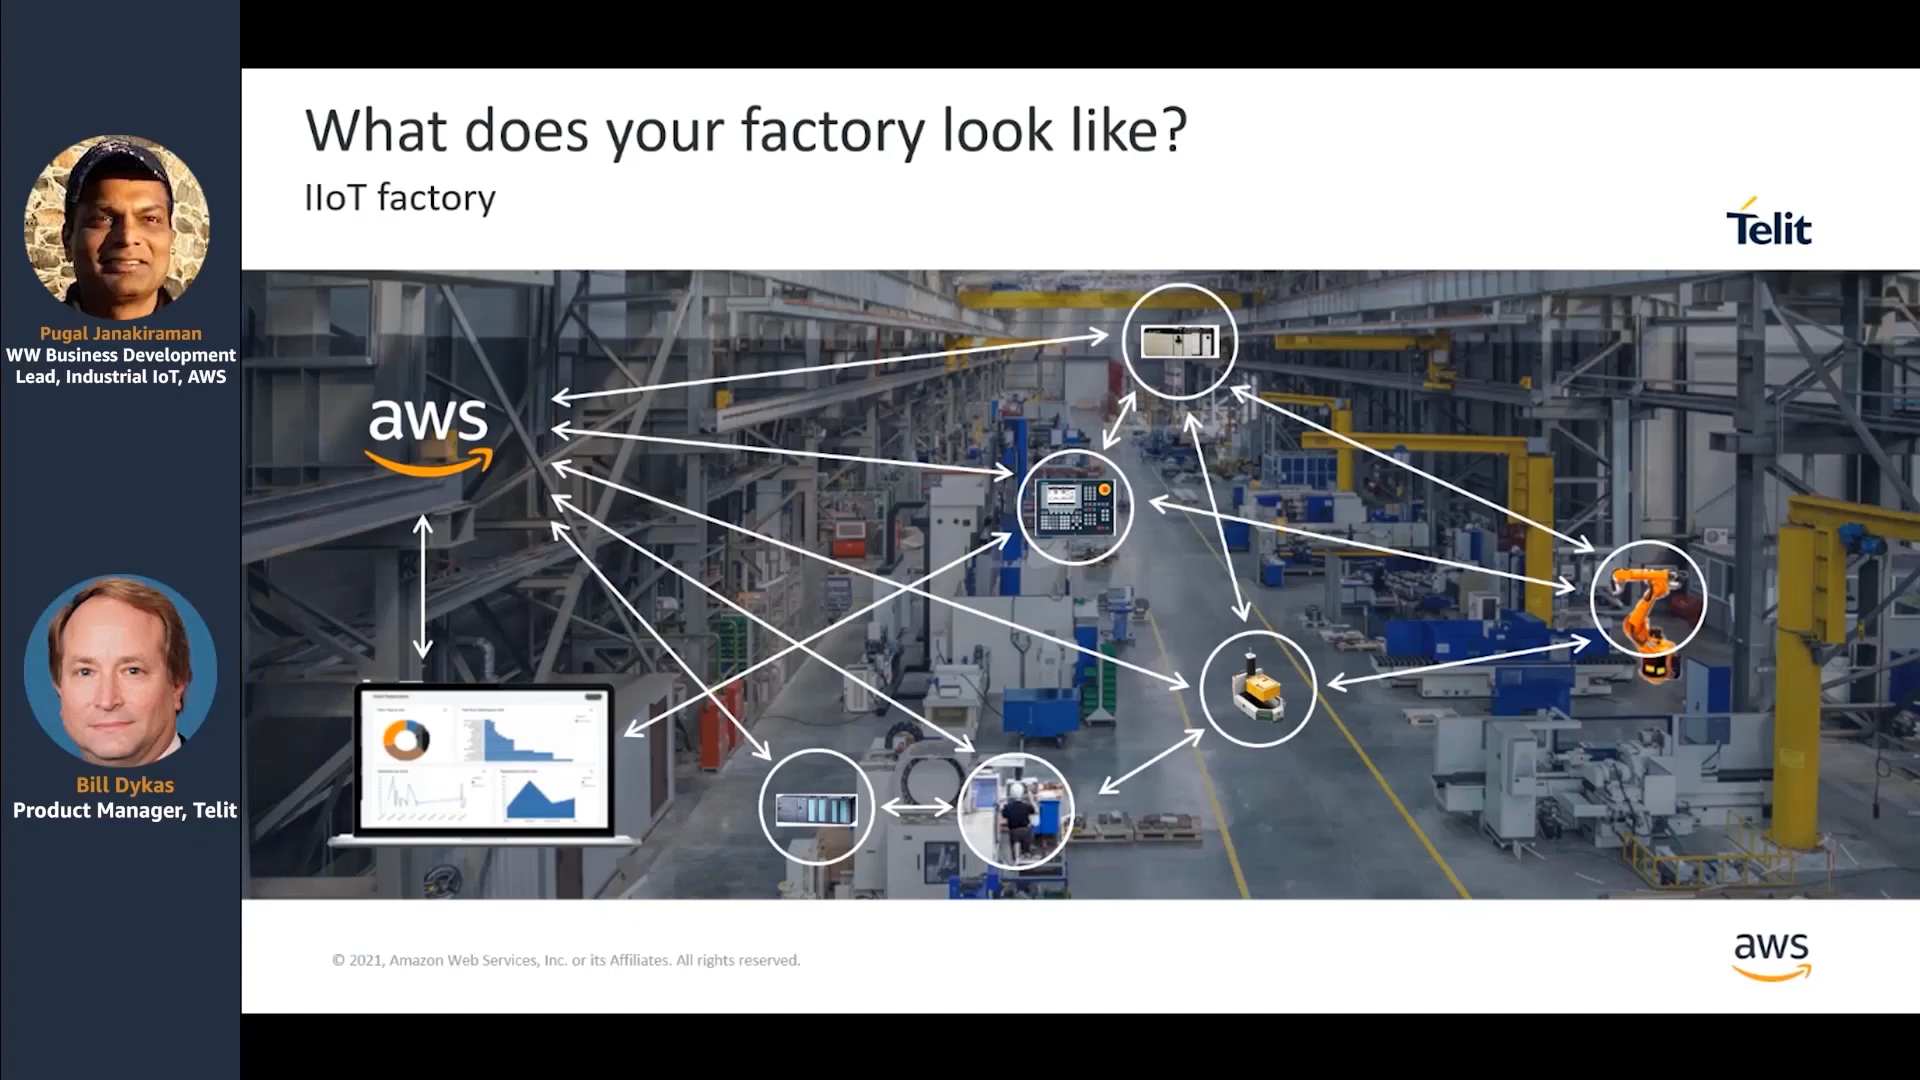 What does your factory look like?
IIoT factory
Telit
Pugal Janakiraman
WW Business Development
Lead, Industrial IoT, AWS
aws
Bill Dykas
Product Manager, Telit
© 2021, Amazon Web Services, Inc. or its Affiliates. All rights reserved.
aws